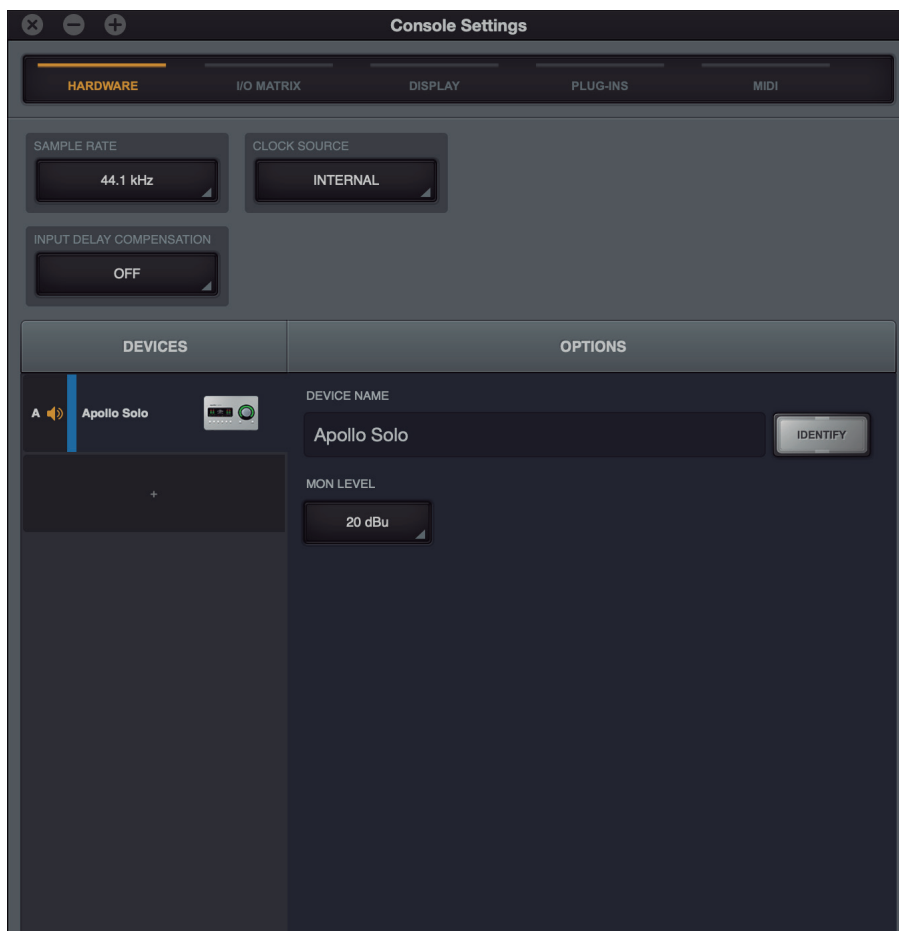 Console Settings
HARDWARE I/O MATRIX DISPLAY PLUG-INS MIDI
SAMPLE RATE CLOCK SOURCE
44.1 kHz INTERNAL
INPUT DELAY COMPENSATION
OFF
DEVICES OPTIONS
A Apollo Solo
+
DEVICE NAME
Apollo Solo IDENTIFY
MON LEVEL
20 dBu